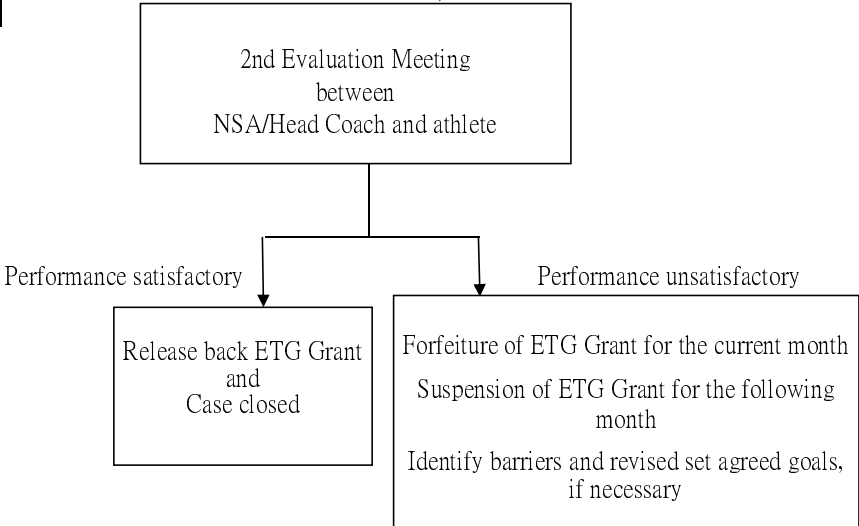 2nd Evaluation Meeting
between
NSA/Head Coach and athlete
Performance satisfactory
Performance unsatisfactory
Release back ETG Grant
and
Case closed
Forfeiture of ETG Grant for the current month
Suspension of ETG Grant for the following
month
Identify barriers and revised set agreed goals,
if necessary